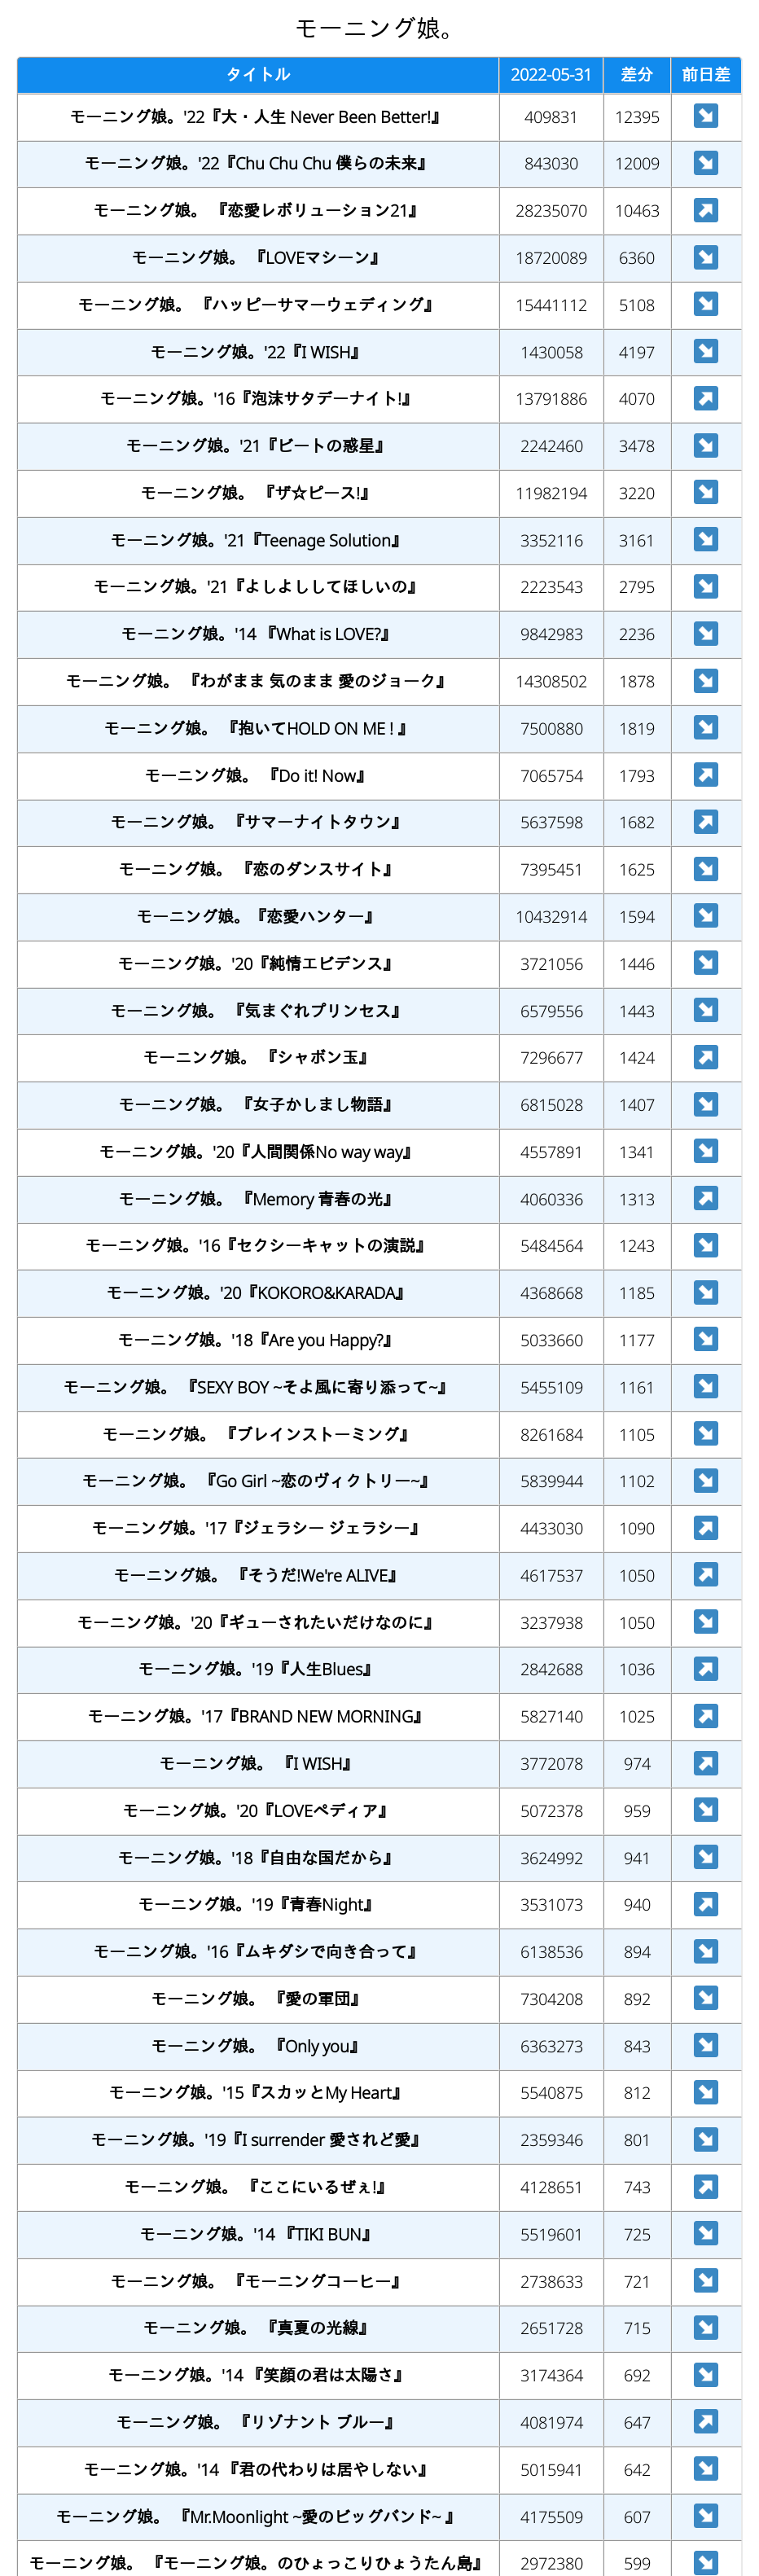 モーニング娘。
タイトル 2022-05-31 差分 前日差
モーニング娘。'22『大・人生 Never Been Better!』 409831 12395 ↘
モーニング娘。'22『Chu Chu Chu 僕らの未来』 843030 12009 ↘
モーニング娘。 『恋愛レボリューション21』 28235070 10463 ↗
モーニング娘。 『LOVEマシーン』 18720089 6360 ↘
モーニング娘。 『ハッピーサマーウェディング』 15441112 5108 ↘
モーニング娘。'22『I WISH』 1430058 4197 ↘
モーニング娘。'16『泡沫サタデーナイト!』 13791886 4070 ↗
モーニング娘。'21『ビートの惑星』 2242460 3478 ↘
モーニング娘。 『ザ☆ピース!』 11982194 3220 ↘
モーニング娘。'21『Teenage Solution』 3352116 3161 ↘
モーニング娘。'21『よしよししてほしいの』 2223543 2795 ↘
モーニング娘。'14 『What is LOVE?』 9842983 2236 ↘
モーニング娘。 『わがまま 気のまま 愛のジョーク』 14308502 1878 ↘
モーニング娘。 『抱いてHOLD ON ME ! 』 7500880 1819 ↘
モーニング娘。 『Do it! Now』 7065754 1793 ↗
モーニング娘。 『サマーナイトタウン』 5637598 1682 ↗
モーニング娘。 『恋のダンスサイト』 7395451 1625 ↘
モーニング娘。『恋愛ハンター』 10432914 1594 ↘
モーニング娘。'20『純情エビデンス』 3721056 1446 ↘
モーニング娘。 『気まぐれプリンセス』 6579556 1443 ↘
モーニング娘。 『シャボン玉』 7296677 1424 ↗
モーニング娘。 『女子かしまし物語』 6815028 1407 ↘
モーニング娘。'20『人間関係No way way』 4557891 1341 ↘
モーニング娘。 『Memory 青春の光』 4060336 1313 ↗
モーニング娘。'16『セクシーキャットの演説』 5484564 1243 ↘
モーニング娘。'20『KOKORO&KARADA』 4368668 1185 ↘
モーニング娘。'18『Are you Happy?』 5033660 1177 ↘
モーニング娘。 『SEXY BOY ~そよ風に寄り添って~』 5455109 1161 ↘
モーニング娘。 『ブレインストーミング』 8261684 1105 ↘
モーニング娘。 『Go Girl ~恋のヴィクトリー~』 5839944 1102 ↘
モーニング娘。'17『ジェラシー ジェラシー』 4433030 1090 ↗
モーニング娘。 『そうだ!We're ALIVE』 4617537 1050 ↗
モーニング娘。'20『ギューされたいだけなのに』 3237938 1050 ↘
モーニング娘。'19『人生Blues』 2842688 1036 ↗
モーニング娘。'17『BRAND NEW MORNING』 5827140 1025 ↗
モーニング娘。 『I WISH』 3772078 974 ↗
モーニング娘。'20『LOVEペディア』 5072378 959 ↘
モーニング娘。'18『自由な国だから』 3624992 941 ↘
モーニング娘。'19『青春Night』 3531073 940 ↗
モーニング娘。'16『ムキダシで向き合って』 6138536 894 ↘
モーニング娘。 『愛の軍団』 7304208 892 ↘
モーニング娘。 『Only you』 6363273 843 ↘
モーニング娘。'15『スカッとMy Heart』 5540875 812 ↘
モーニング娘。'19『I surrender 愛されど愛』 2359346 801 ↘
モーニング娘。 『ここにいるぜぇ!』 4128651 743 ↗
モーニング娘。'14 『TIKI BUN』 5519601 725 ↘
モーニング娘。 『モーニングコーヒー』 2738633 721 ↘
モーニング娘。 『真夏の光線』 2651728 715 ↘
モーニング娘。'14 『笑顔の君は太陽さ』 3174364 692 ↘
モーニング娘。 『リゾナント ブルー』 4081974 647 ↗
モーニング娘。'14 『君の代わりは居やしない』 5015941 642 ↘
モーニング娘。 『Mr.Moonlight ~愛のビッグバンド~ 』 4175509 607 ↘
モーニング娘。 『モーニング娘。のひょっこりひょうたん島』 2972380 599 ↘